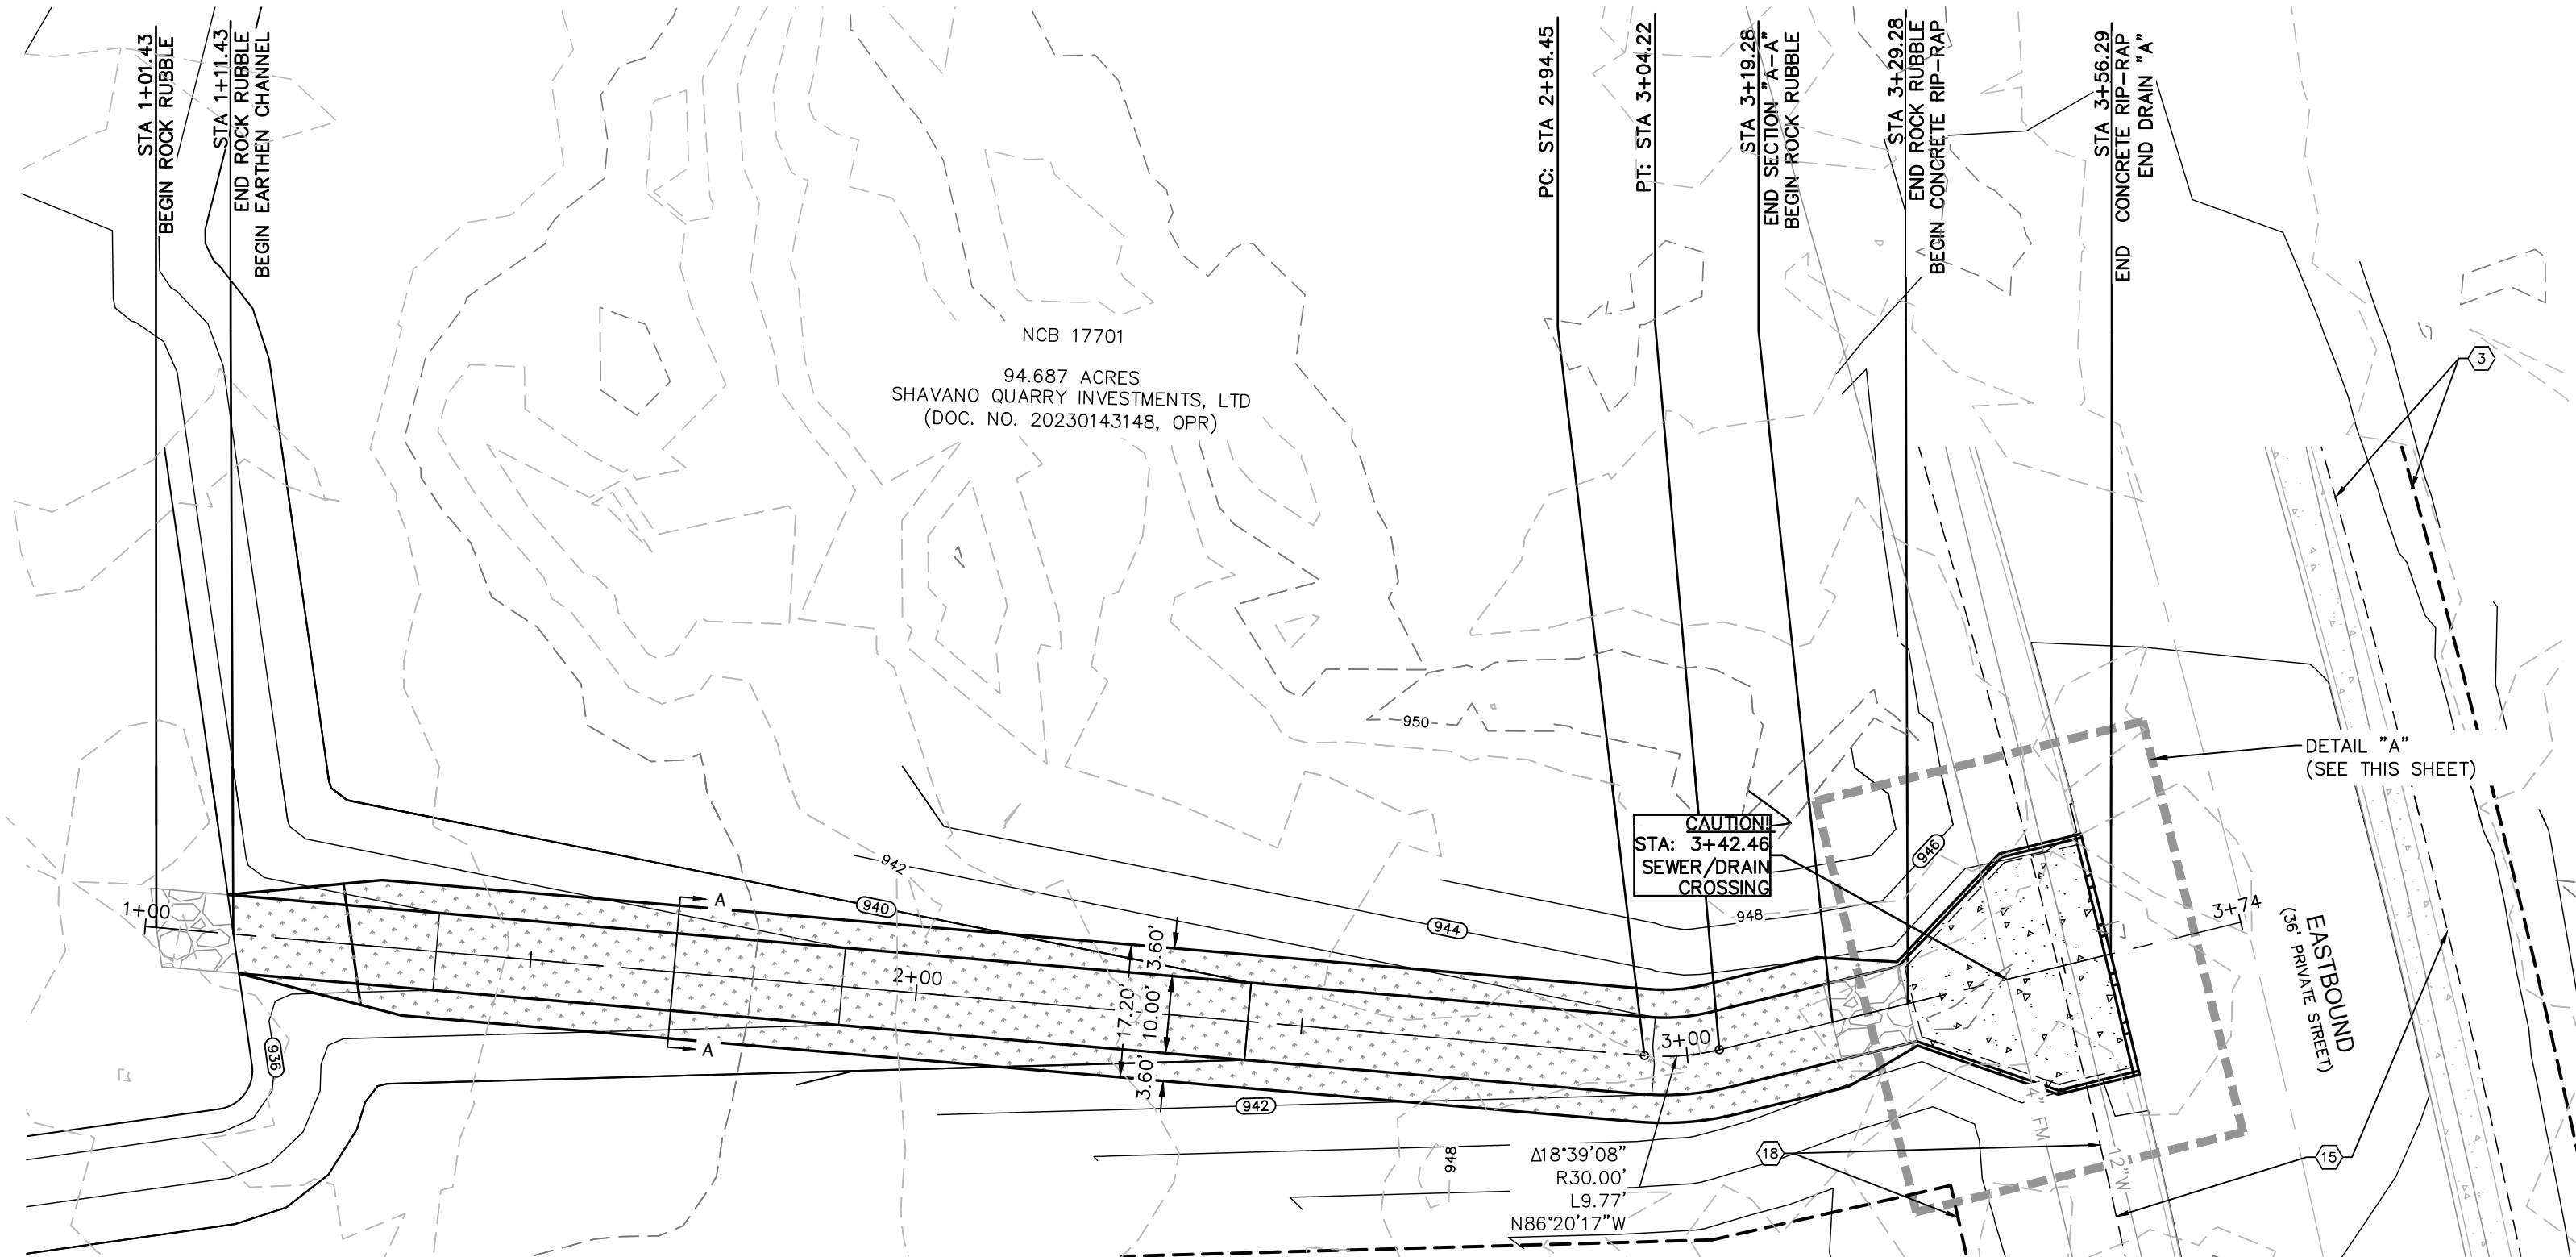 STA 1+01.43
BEGIN ROCK RUBBLE
STA 1+11.43
END ROCK RUBBLE
BEGIN EARTHEN CHANNEL
PC: STA 2+94.45
PT: STA 3+04.22
STA 3+19.28
END SECTION "A-A"
BEGIN ROCK RUBBLE
STA 3+29.28
END ROCK RUBBLE
BEGIN CONCRETE RIP-RAP
STA 3+56.29
END CONCRETE RIP-RAP
END DRAIN "A"
NCB 17701
94.687 ACRES
SHAVANO QUARRY INVESTMENTS, LTD
(DOC. NO. 20230143148, OPR)
3
950
DETAIL "A"
(SEE THIS SHEET)
CAUTION!
STA: 3+42.46
SEWER/DRAIN
CROSSING
946
942
940
944
948
1+00
A
2+00
3.60'
17.20'
10.00'
3.60'
A
3+00
3+74
EASTBOUND
(36' PRIVATE STREET)
936
942
948
Δ18°39'08"
R30.00'
L9.77'
N86°20'17"W
18
15
4" FM
12"W